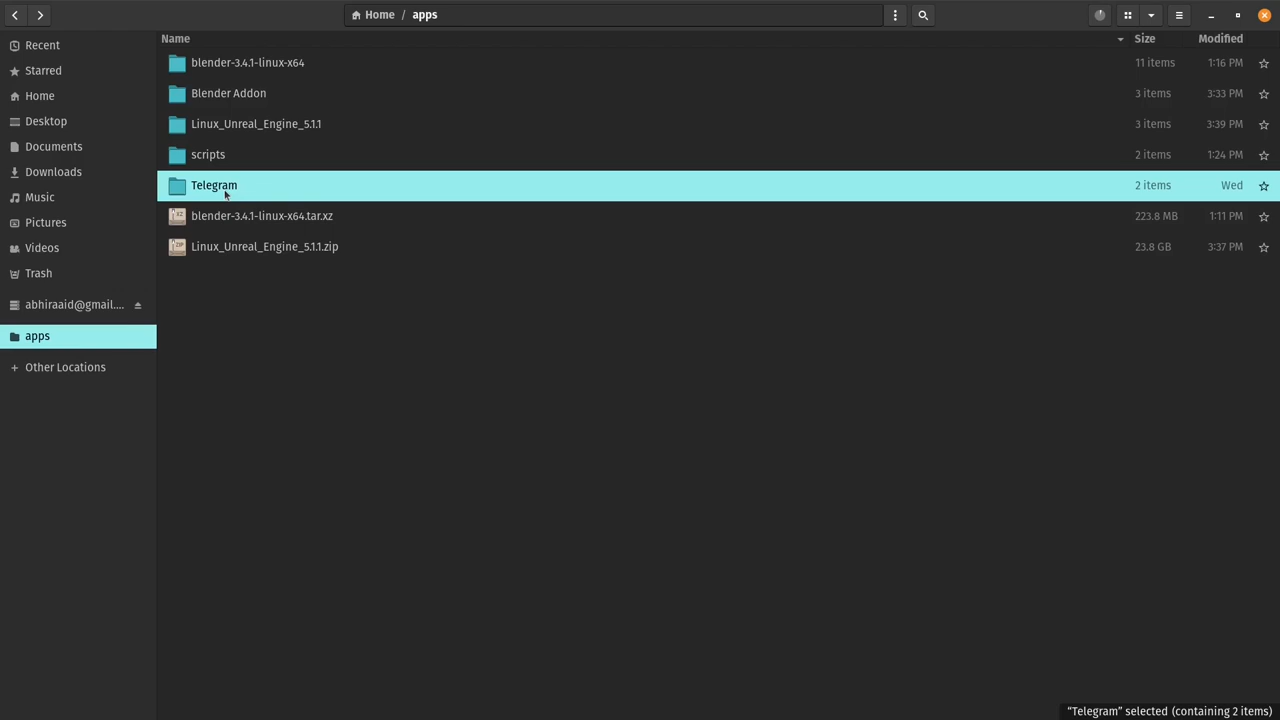 Home / apps
Name Size Modified
Recent
Starred
Home
Desktop
Documents
Downloads
Music
Pictures
Videos
Trash
abhiraaid@gmail....
apps
+ Other Locations
blender-3.4.1-linux-x64 11 items 1:16 PM
Blender Addon 3 items 3:33 PM
Linux_Unreal_Engine_5.1.1 3 items 3:39 PM
scripts 2 items 1:24 PM
Telegram 2 items Wed
XZ blender-3.4.1-linux-x64.tar.xz 223.8 MB 1:11 PM
ZIP Linux_Unreal_Engine_5.1.1.zip 23.8 GB 3:37 PM
“Telegram” selected (containing 2 items)